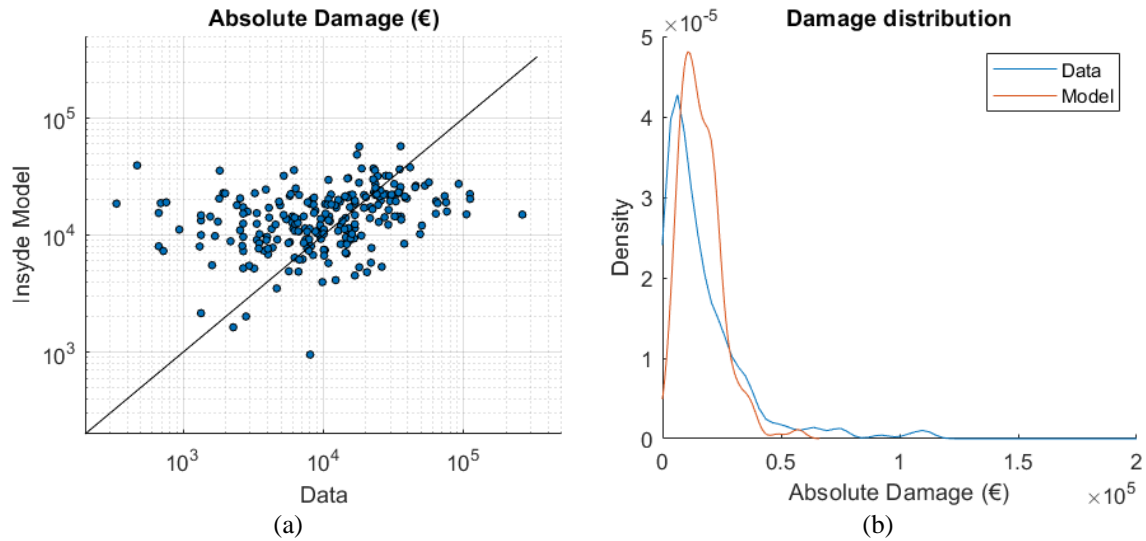 Absolute Damage (€)
Insyde Model
10^5
10^4
10^3
10^3 10^4 10^5
Data
(a)
Damage distribution
×10^-5
Density
5
4
3
2
1
0
Data
Model
0 0.5 1 1.5 2
Absolute Damage (€)
×10^5
(b)